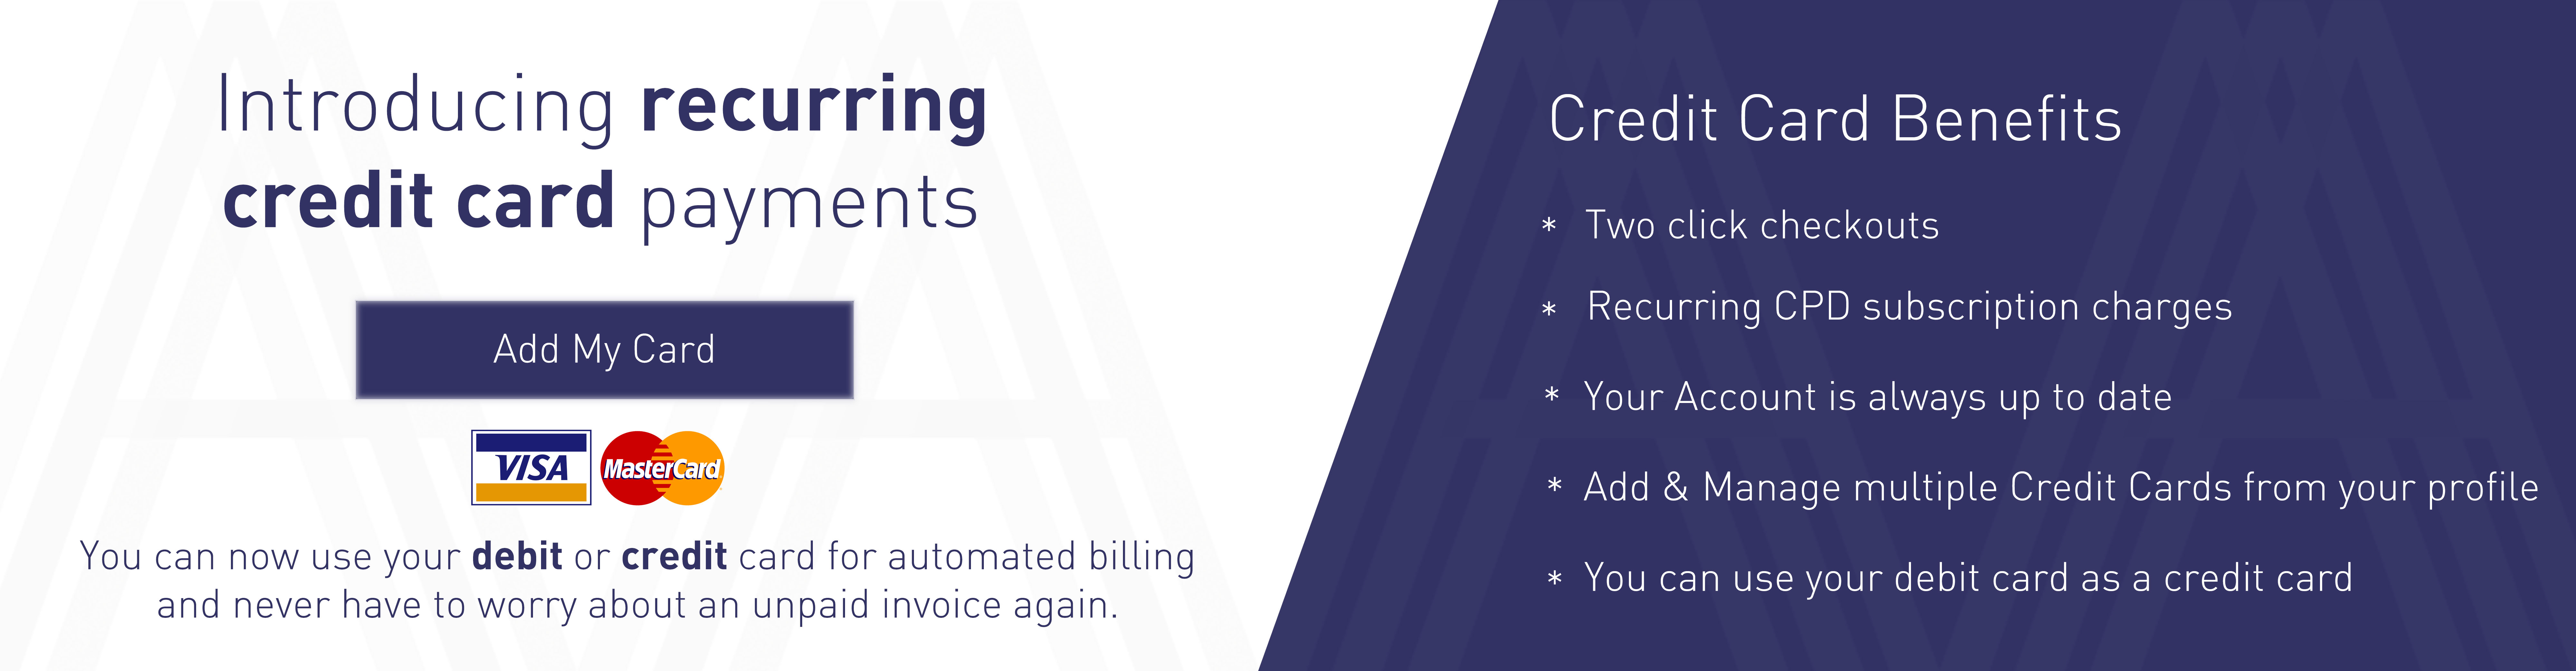 Introducing recurring
credit card payments
Add My Card
VISA MasterCard
You can now use your debit or credit card for automated billing
and never have to worry about an unpaid invoice again.
Credit Card Benefits
* Two click checkouts
* Recurring CPD subscription charges
* Your Account is always up to date
* Add & Manage multiple Credit Cards from your profile
* You can use your debit card as a credit card